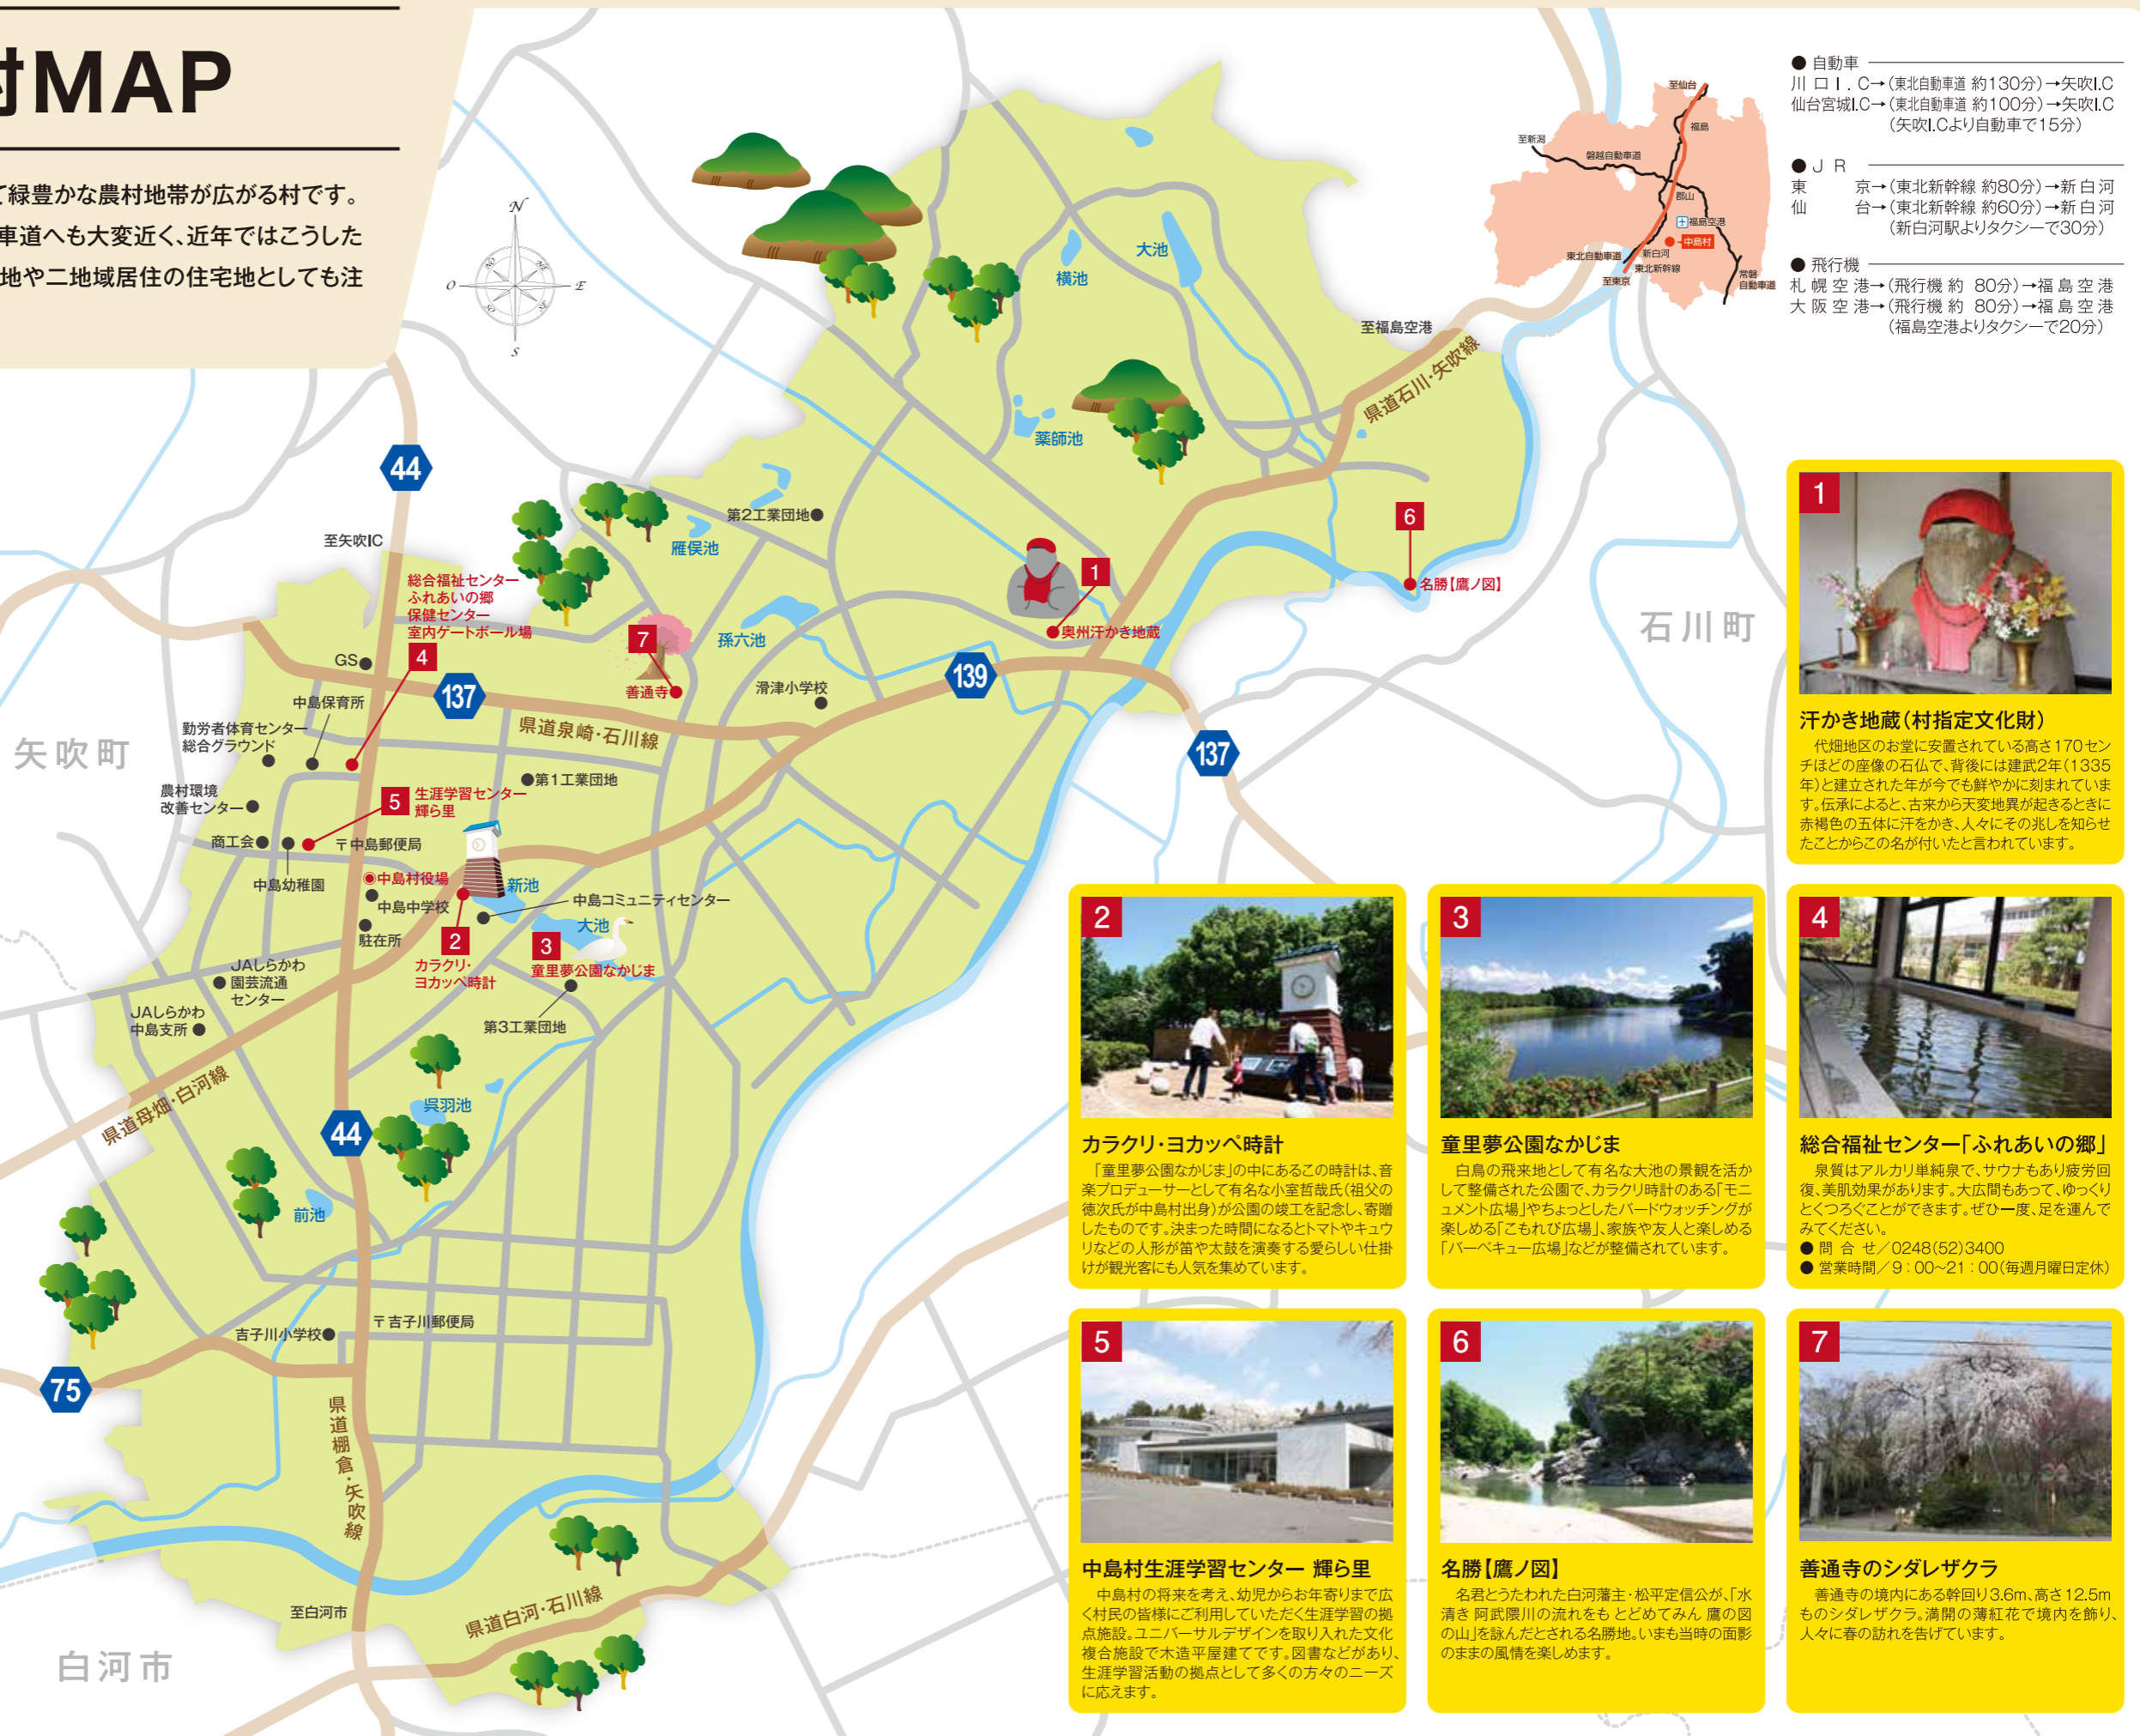 村MAP
て緑豊かな農村地帯が広がる村です。
車道へも大変近く、近年ではこうした
地や二地域居住の住宅地としても注
N
NO
NE
O
E
SO
SE
S
● 自動車
川口I.C→(東北自動車道 約130分)→矢吹I.C
仙台宮城I.C→(東北自動車道 約100分)→矢吹I.C
(矢吹I.Cより自動車で15分)
● JR
東京→(東北新幹線 約80分)→新白河
仙台→(東北新幹線 約60分)→新白河
(新白河駅よりタクシーで30分)
● 飛行機
札幌空港→(飛行機 約 80分)→福島空港
大阪空港→(飛行機 約 80分)→福島空港
(福島空港よりタクシーで20分)
至仙台
福島
至新潟
磐越自動車道
郡山
福島空港
中島村
東北自動車道
新白河
東北新幹線
至東京
常磐
自動車道
大池
横池
至福島空港
県道石川・矢吹線
薬師池
44
至矢吹IC
第2工業団地
雁俣池
6
名勝【鷹ノ図】
1
奥州汗かき地蔵
石川町
総合福祉センター
ふれあいの郷
保健センター
室内ゲートボール場
4
7
善通寺
孫六池
GS
137
139
滑津小学校
中島保育所
県道泉崎・石川線
勤労者体育センター
総合グラウンド
矢吹町
137
第1工業団地
農村環境
改善センター
5
生涯学習センター
輝ら里
商工会
〒中島郵便局
中島幼稚園
◉中島村役場
新池
中島中学校
中島コミュニティセンター
大池
駐在所
2
カラクリ・
ヨカッペ時計
3
童里夢公園なかじま
JAしらかわ
園芸流通
センター
JAしらかわ
中島支所
第3工業団地
県道母畑・白河線
呉羽池
44
前池
〒吉子川郵便局
吉子川小学校
75
県道棚倉・矢吹線
至白河市
県道白河・石川線
白河市
1
汗かき地蔵(村指定文化財)
代畑地区のお堂に安置されている高さ170セン
チほどの座像の石仏で、背後には建武2年(1335
年)と建立された年が今でも鮮やかに刻まれていま
す。伝承によると、古来から天変地異が起きるときに
赤褐色の五体に汗をかき、人々にその兆しを知らせ
たことからこの名が付いたと言われています。
2
カラクリ・ヨカッペ時計
「童里夢公園なかじま」の中にあるこの時計は、音
楽プロデューサーとして有名な小室哲哉氏(祖父の
徳次氏が中島村出身)が公園の竣工を記念し、寄贈
したものです。決まった時間になるとトマトやキュウ
リなどの人形が笛や太鼓を演奏する愛らしい仕掛
けが観光客にも人気を集めています。
3
童里夢公園なかじま
白鳥の飛来地として有名な大池の景観を活か
して整備された公園で、カラクリ時計のある「モニ
ュメント広場」やちょっとしたバードウォッチングが
楽しめる「こもれび広場」、家族や友人と楽しめる
「バーベキュー広場」などが整備されています。
4
総合福祉センター「ふれあいの郷」
泉質はアルカリ単純泉で、サウナもあり疲労回
復、美肌効果があります。大広間もあって、ゆっくり
とくつろぐことができます。ぜひ一度、足を運んで
みてください。
● 問合せ／0248(52)3400
● 営業時間／9:00〜21:00(毎週月曜日定休)
5
中島村生涯学習センター 輝ら里
中島村の将来を考え、幼児からお年寄りまで広
く村民の皆様にご利用していただく生涯学習の拠
点施設。ユニバーサルデザインを取り入れた文化
複合施設で木造平屋建てです。図書などがあり、
生涯学習活動の拠点として多くの方々のニーズ
に応えます。
6
名勝【鷹ノ図】
名君とうたわれた白河藩主・松平定信公が、「水
清き 阿武隈川の流れをも とどめてみん 鷹の図
の山」を詠んだとされる名勝地。いまも当時の面影
のままの風情を楽しめます。
7
善通寺のシダレザクラ
善通寺の境内にある幹回り3.6m、高さ12.5m
ものシダレザクラ。満開の薄紅花で境内を飾り、
人々に春の訪れを告げています。